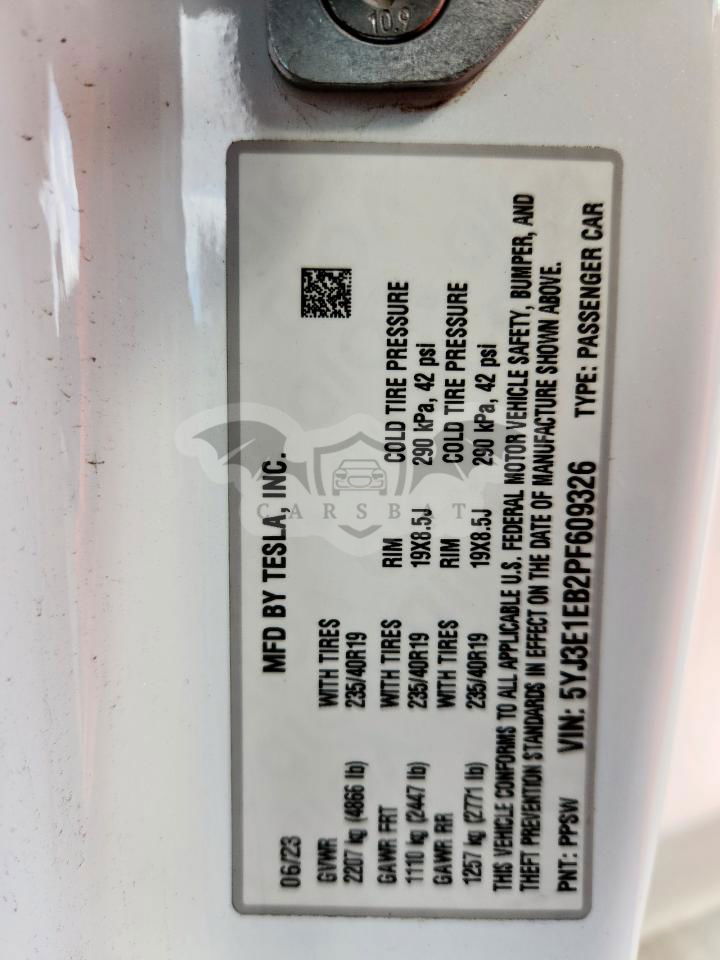 10.9
MFD BY TESLA, INC.
06/23
GVWR WITH TIRES
2207 kg (4866 lb) 235/40R19
GAWR FRT WITH TIRES RIM COLD TIRE PRESSURE
1110 kg (2447 lb) 235/40R19 19X8.5J 290 kPa, 42 psi
GAWR RR WITH TIRES RIM COLD TIRE PRESSURE
1257 kg (2771 lb) 235/40R19 19X8.5J 290 kPa, 42 psi
THIS VEHICLE CONFORMS TO ALL APPLICABLE U.S. FEDERAL MOTOR VEHICLE SAFETY, BUMPER, AND
THEFT PREVENTION STANDARDS IN EFFECT ON THE DATE OF MANUFACTURE SHOWN ABOVE.
PNT: PPSW VIN: 5YJ3E1EB2PF609326 TYPE: PASSENGER CAR
CARSBAT